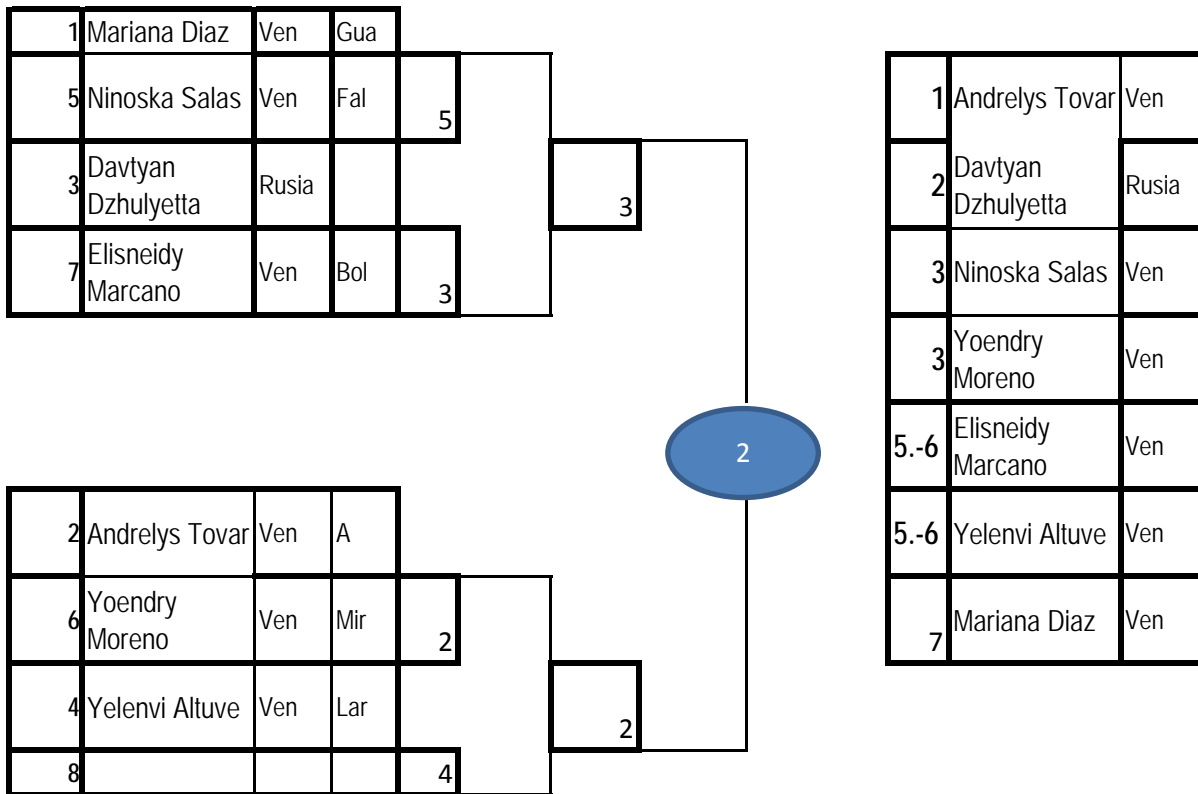 1 Mariana Diaz Ven Gua
5 Ninoska Salas Ven Fal 5
3 Davtyan
Dzhulyetta Rusia
3
7 Elisneidy
Marcano Ven Bol 3
2
2 Andrelys Tovar Ven A
6 Yoendry
Moreno Ven Mir 2
4 Yelenvi Altuve Ven Lar
2
8 4
1 Andrelys Tovar Ven
2 Davtyan
Dzhulyetta Rusia
3 Ninoska Salas Ven
3 Yoendry
Moreno Ven
5.-6 Elisneidy
Marcano Ven
5.-6 Yelenvi Altuve Ven
7 Mariana Diaz Ven